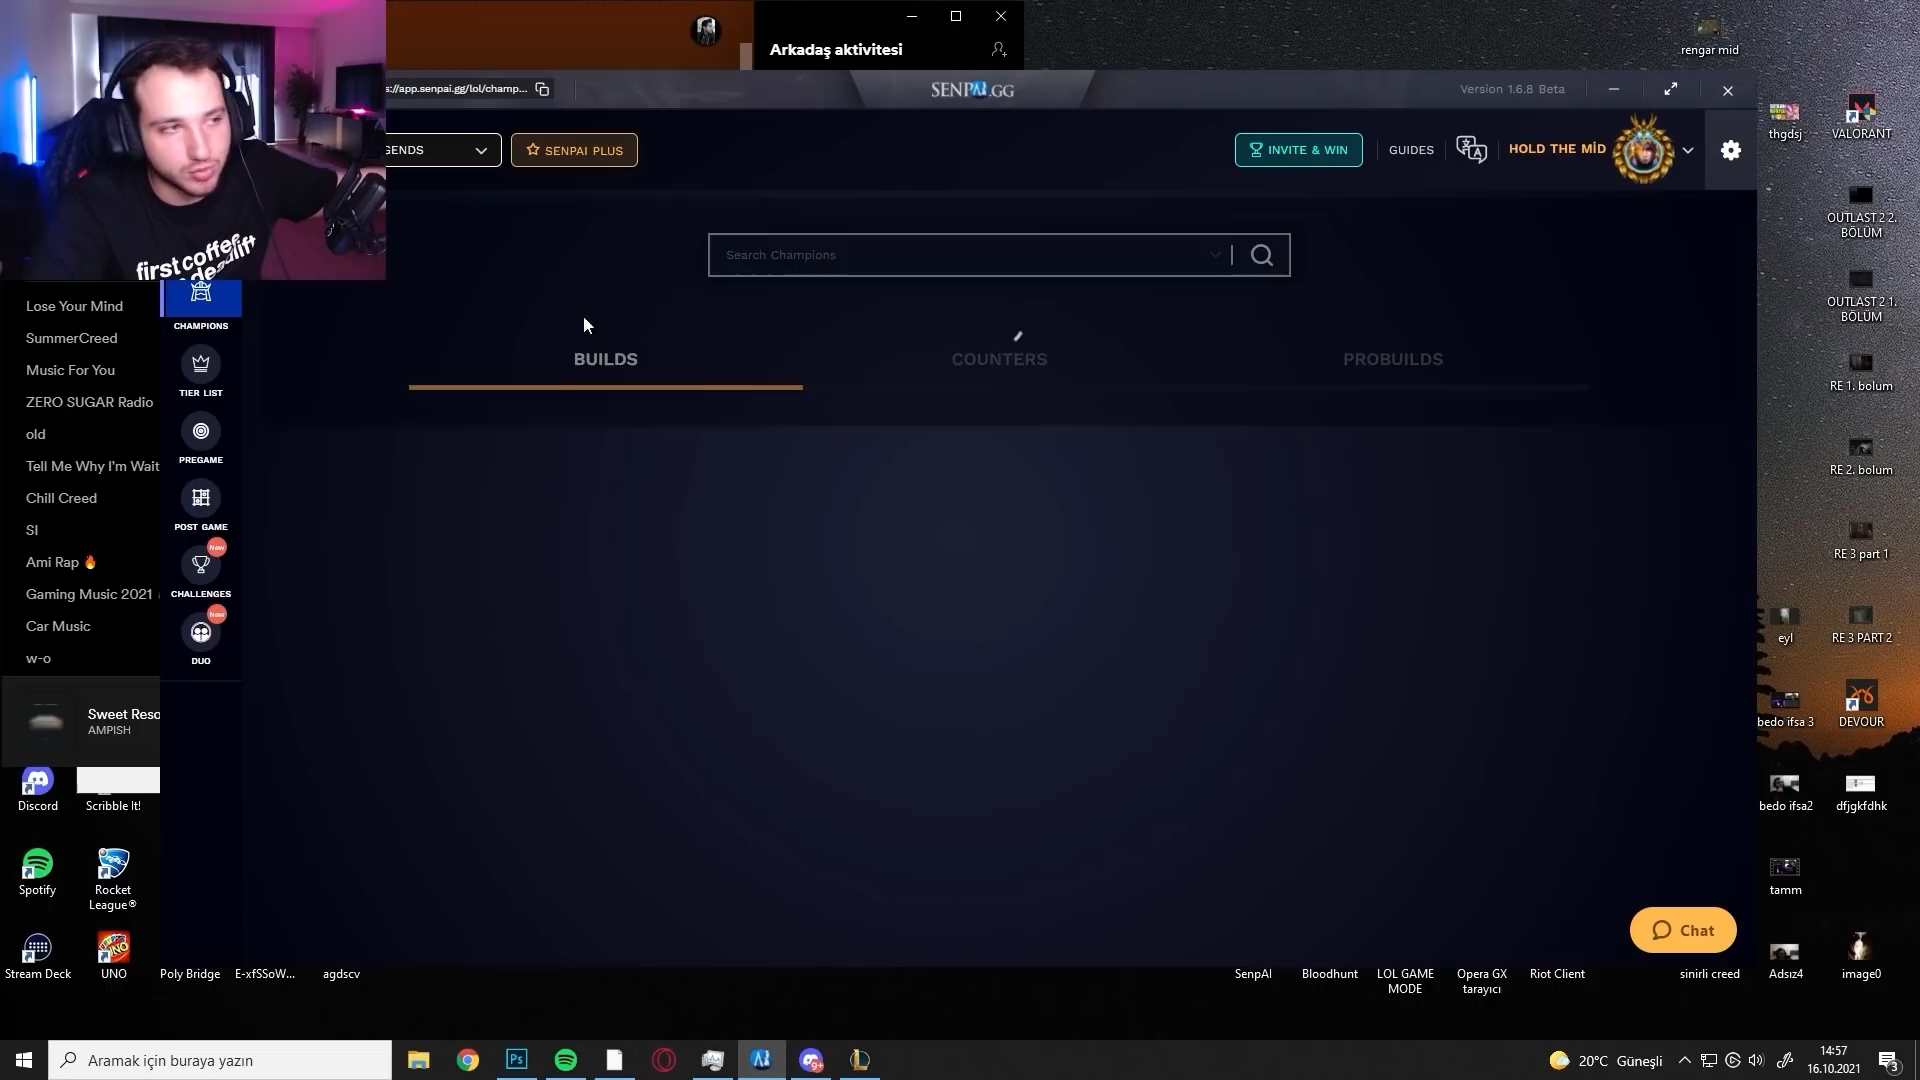 Arkadaş aktivitesi
rengar mid
s://app.senpai.gg/lol/champ...
SENPAI.GG
Version 1.6.8 Beta
GENDS
SENPAI PLUS
INVITE & WIN
GUIDES
HOLD THE MİD
thgdsj
VALORANT
first coffee
deadlift
Search Champions
OUTLAST 2 2.
BÖLÜM
OUTLAST 2 1.
BÖLÜM
Lose Your Mind
SummerCreed
Music For You
ZERO SUGAR Radio
old
Tell Me Why I'm Wait
Chill Creed
SI
Ami Rap 🔥
Gaming Music 2021
Car Music
w-o
CHAMPIONS
TIER LIST
PREGAME
POST GAME
New
CHALLENGES
New
DUO
BUILDS
COUNTERS
PROBUILDS
RE 1. bolum
RE 2. bolum
RE 3 part 1
eyl
RE 3 PART 2
bedo ifsa 3
DEVOUR
bedo ifsa2
dfjgkfdhk
tamm
Sweet Reso
AMPISH
Discord
Scribble It!
Spotify
Rocket
League®
Chat
Stream Deck
UNO
Poly Bridge
E-xfSSoW...
agdscv
SenpAI
Bloodhunt
LOL GAME
MODE
Opera GX
tarayıcı
Riot Client
sinirli creed
Adsız4
image0
Aramak için buraya yazın
Ps
9+
20°C Güneşli
14:57
16.10.2021
3